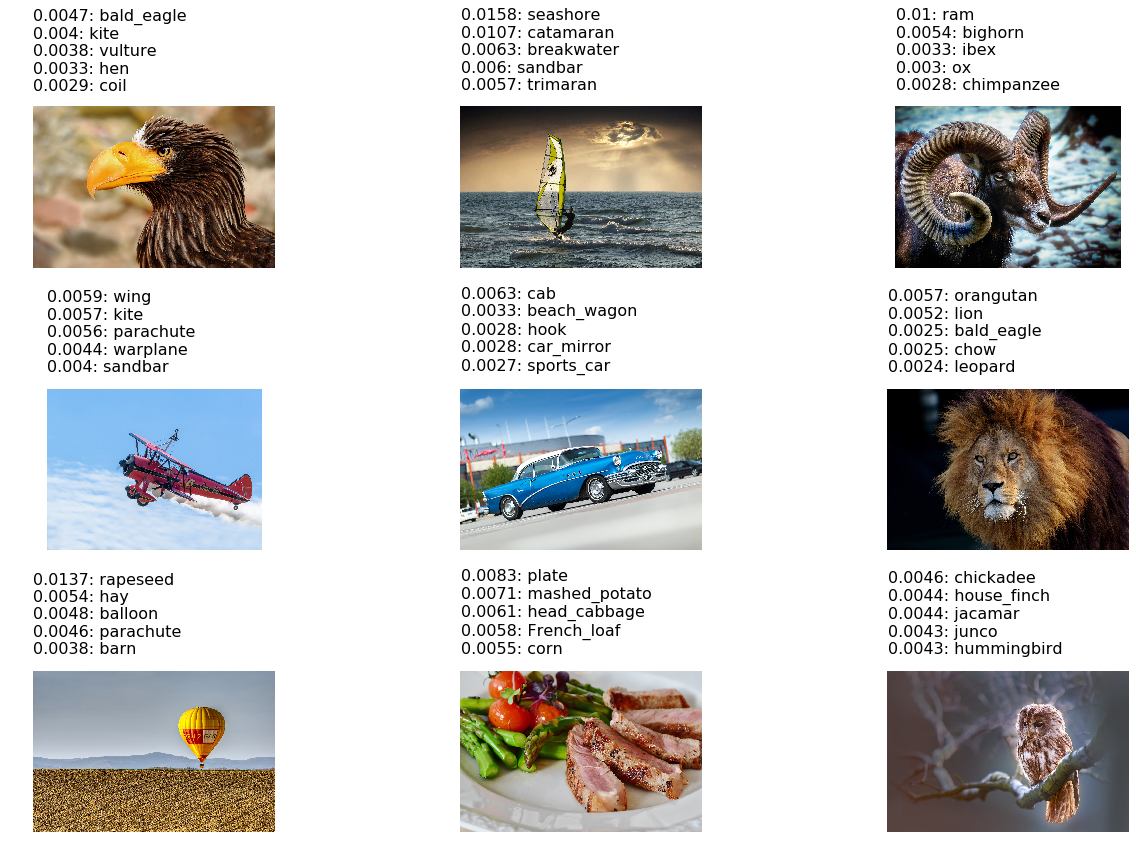 0.0047: bald_eagle
0.004: kite
0.0038: vulture
0.0033: hen
0.0029: coil
0.0158: seashore
0.0107: catamaran
0.0063: breakwater
0.006: sandbar
0.0057: trimaran
0.01: ram
0.0054: bighorn
0.0033: ibex
0.003: ox
0.0028: chimpanzee
0.0059: wing
0.0057: kite
0.0056: parachute
0.0044: warplane
0.004: sandbar
0.0063: cab
0.0033: beach_wagon
0.0028: hook
0.0028: car_mirror
0.0027: sports_car
0.0057: orangutan
0.0052: lion
0.0025: bald_eagle
0.0025: chow
0.0024: leopard
0.0137: rapeseed
0.0054: hay
0.0048: balloon
0.0046: parachute
0.0038: barn
0.0083: plate
0.0071: mashed_potato
0.0061: head_cabbage
0.0058: French_loaf
0.0055: corn
0.0046: chickadee
0.0044: house_finch
0.0044: jacamar
0.0043: junco
0.0043: hummingbird